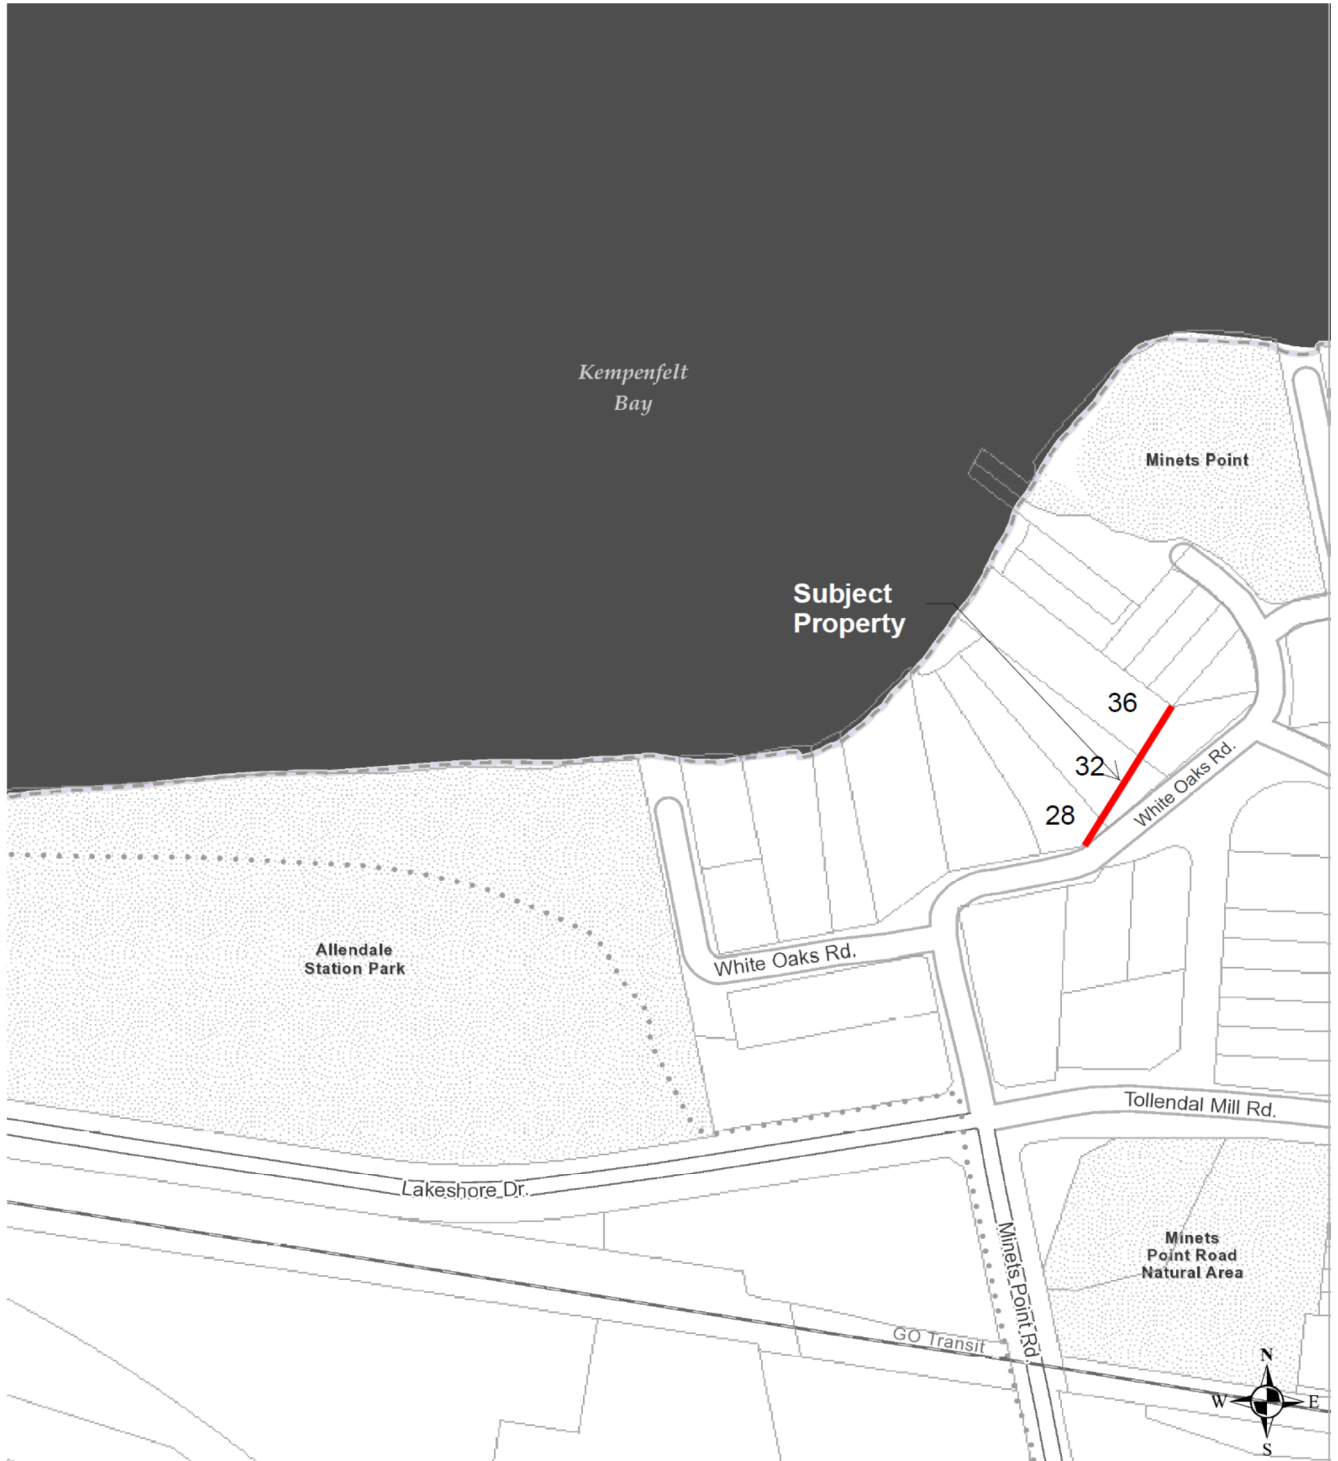 Kempenfelt
Bay
Minets Point
Subject
Property
36
32
28
White Oaks Rd.
Allendale
Station Park
White Oaks Rd.
Tollendal Mill Rd.
Lakeshore Dr.
Minets Point Rd.
Minets
Point Road
Natural Area
GO Transit
N
W
E
S